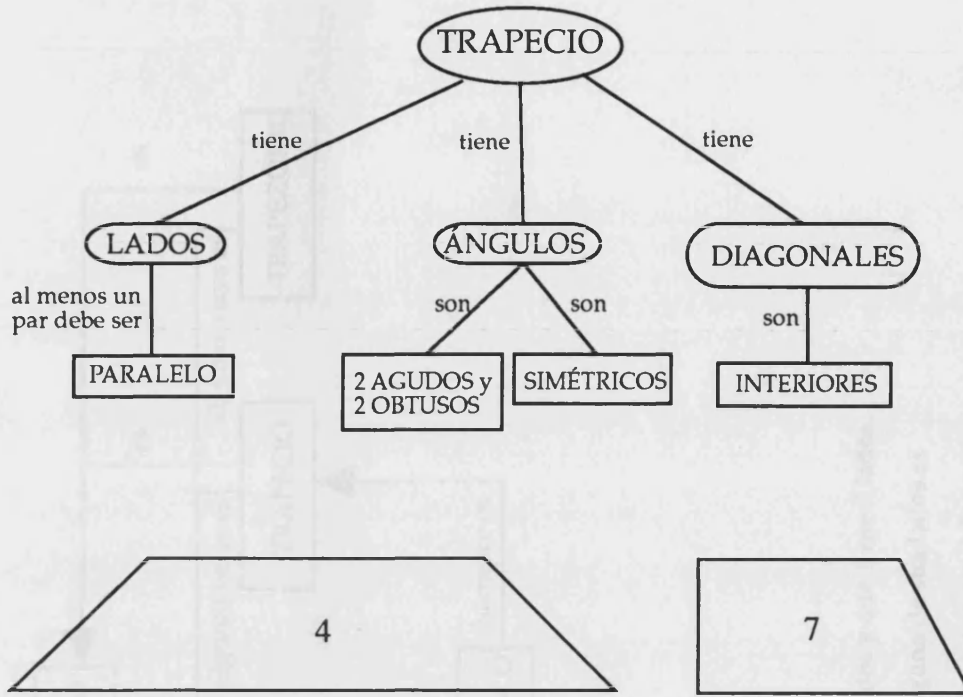 TRAPECIO
tiene
tiene
tiene
LADOS
ÁNGULOS
DIAGONALES
al menos un
par debe ser
son
son
son
PARALELO
2 AGUDOS y
2 OBTUSOS
SIMÉTRICOS
INTERIORES
4
7